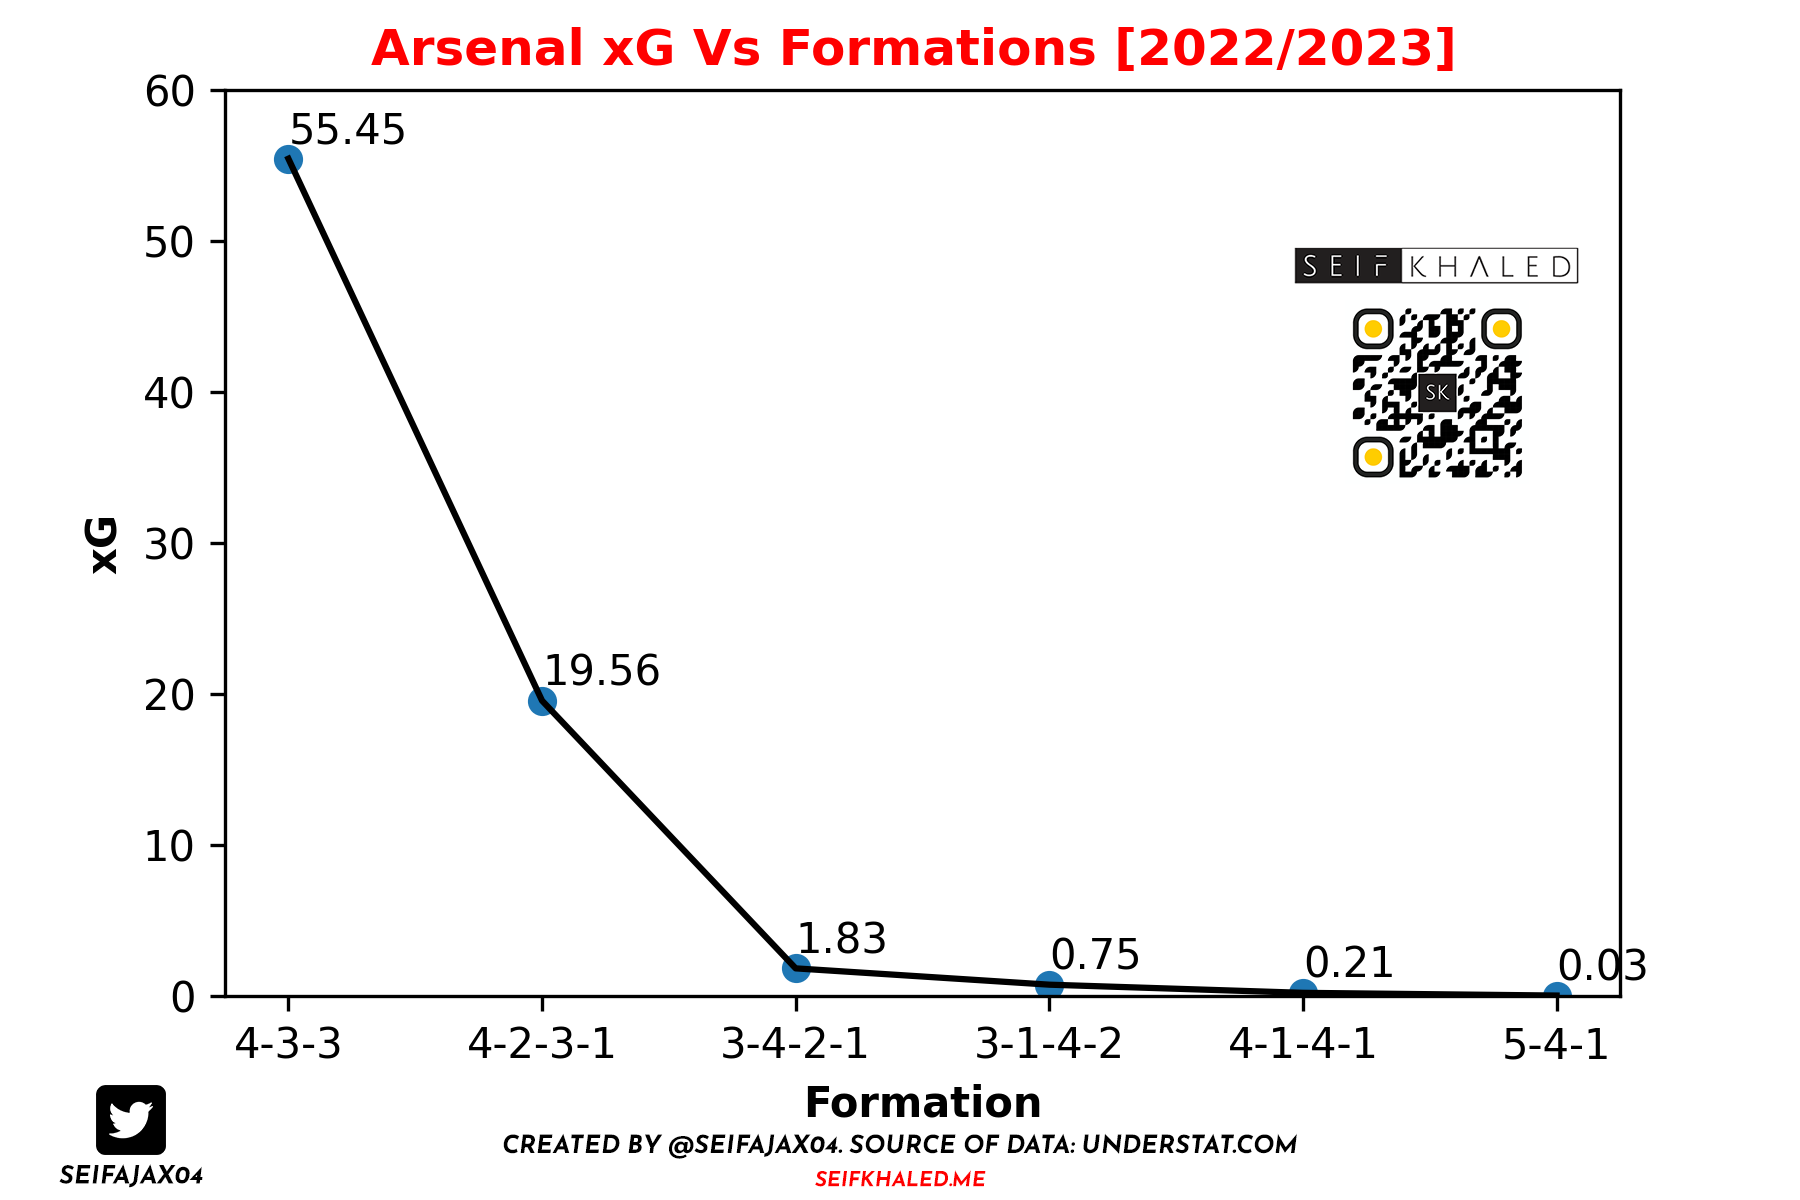 Arsenal xG Vs Formations [2022/2023]
60
50
40
30
20
10
0
xG
55.45
19.56
1.83
0.75
0.21
0.03
SEIF KHALED
SK
4-3-3
4-2-3-1
3-4-2-1
3-1-4-2
4-1-4-1
5-4-1
Formation
CREATED BY @SEIFAJAX04. SOURCE OF DATA: UNDERSTAT.COM
SEIFAJAX04
SEIFKHALED.ME